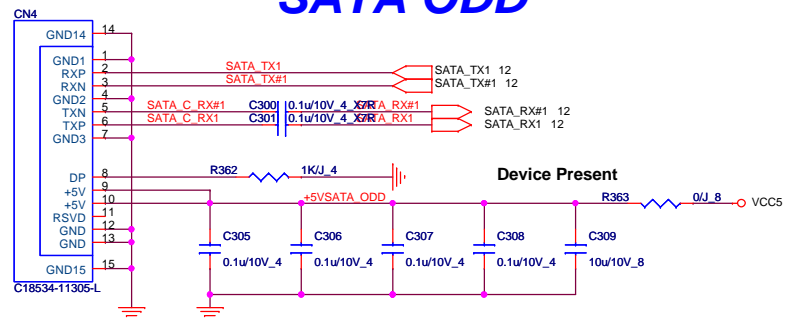 SATA ODD
CN4
GND14 14
GND1 1
RXP 2 SATA_TX1 SATA_TX1 12
RXN 3 SATA_TX#1 SATA_TX#1 12
GND2 4
TXN 5 SATA_C_RX#1 C300 0.1u/10V_4_X7R SATA_RX#1 SATA_RX#1 12
TXP 6 SATA_C_RX1 C301 0.1u/10V_4_X7R SATA_RX1 SATA_RX1 12
GND3 7
DP 8 R362 1K/J_4 Device Present
+5V 9
+5V 10 +5VSATA_ODD R363 0/J_8 VCC5
RSVD 11
GND 12
GND 13
C305 C306 C307 C308 C309
0.1u/10V_4 0.1u/10V_4 0.1u/10V_4 0.1u/10V_4 10u/10V_8
GND15 15
C18534-11305-L